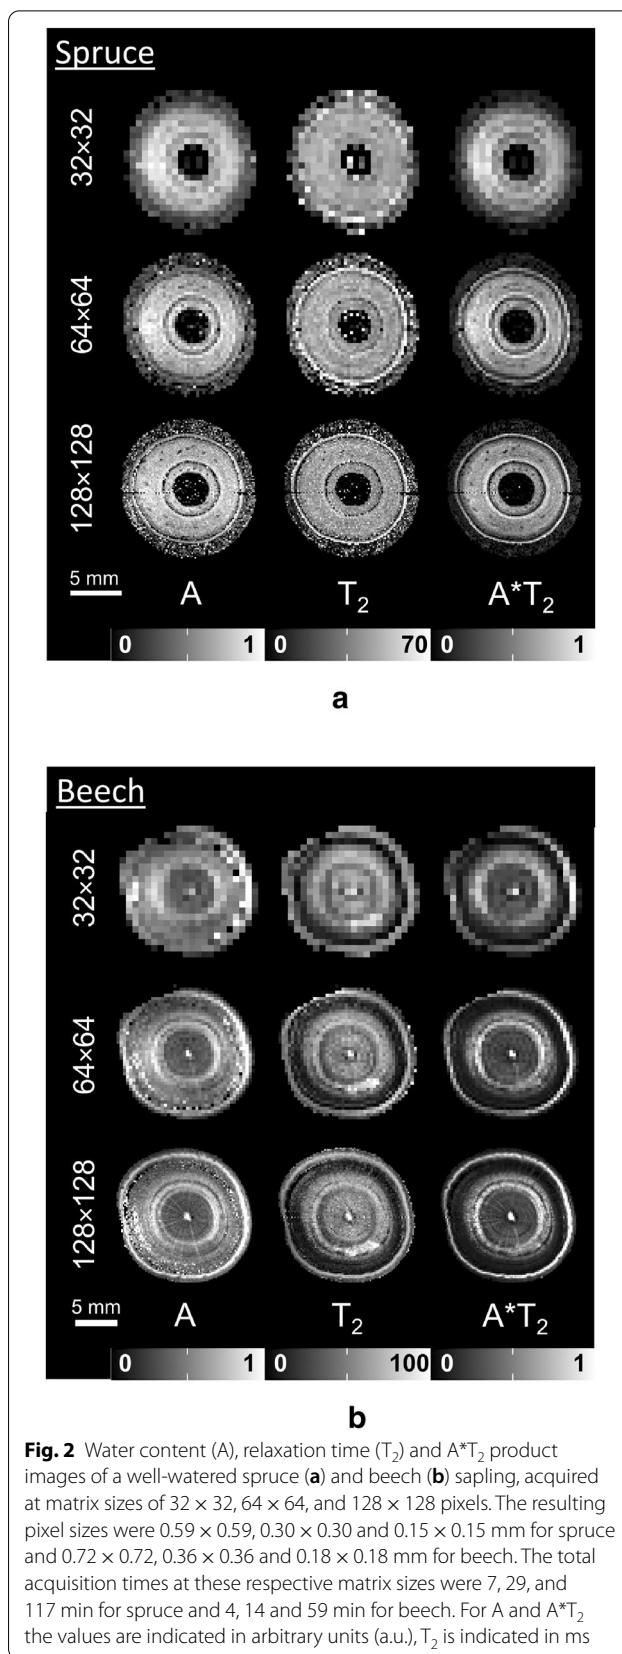 Spruce
32×32
64×64
128×128
5 mm
A
T₂
A*T₂
0 1
0 70
0 1
a
Beech
32×32
64×64
128×128
5 mm
A
T₂
A*T₂
0 1
0 100
0 1
b
Fig. 2 Water content (A), relaxation time (T₂) and A*T₂ product
images of a well-watered spruce (a) and beech (b) sapling, acquired
at matrix sizes of 32 × 32, 64 × 64, and 128 × 128 pixels. The resulting
pixel sizes were 0.59 × 0.59, 0.30 × 0.30 and 0.15 × 0.15 mm for spruce
and 0.72 × 0.72, 0.36 × 0.36 and 0.18 × 0.18 mm for beech. The total
acquisition times at these respective matrix sizes were 7, 29, and
117 min for spruce and 4, 14 and 59 min for beech. For A and A*T₂
the values are indicated in arbitrary units (a.u.), T₂ is indicated in ms